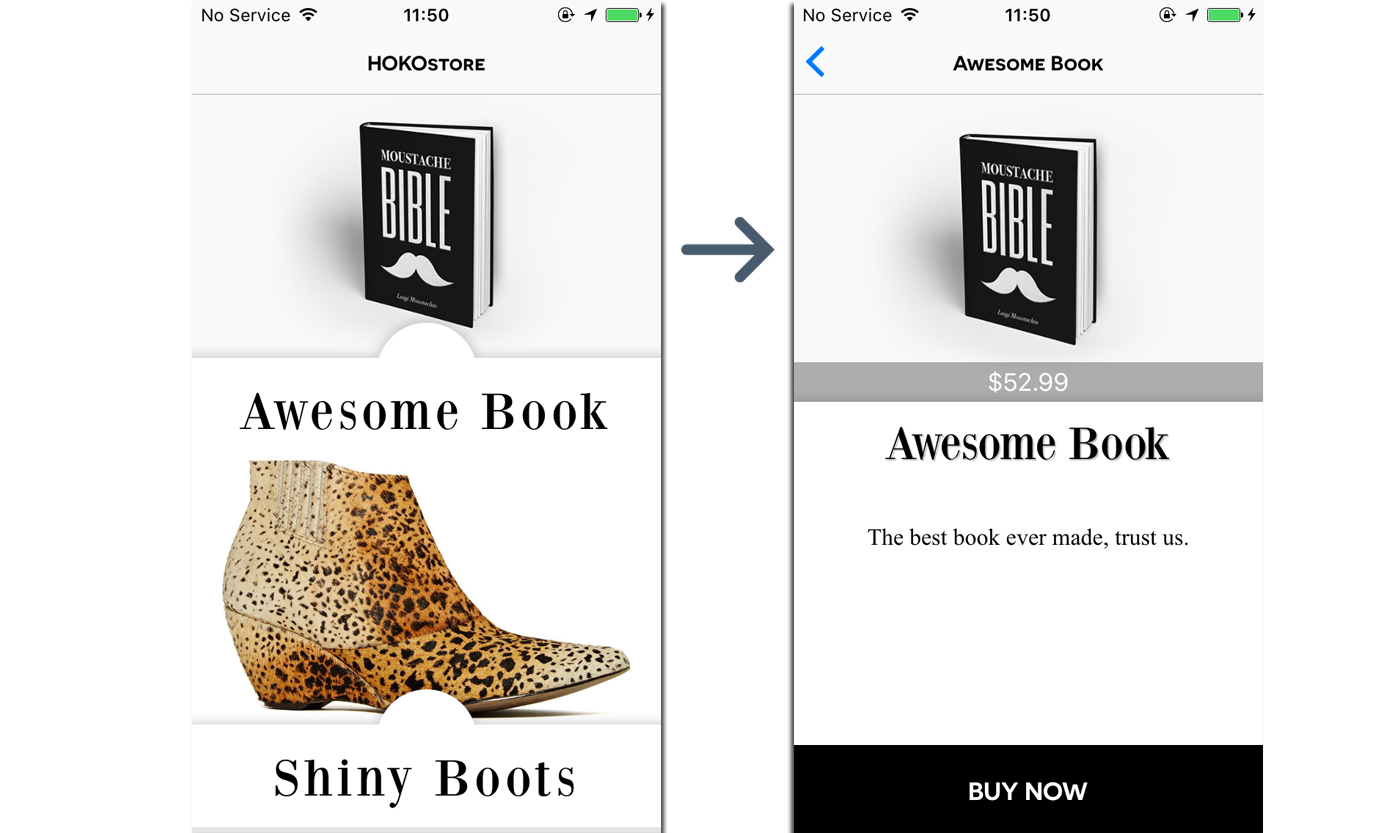 No Service 11:50
HOKOSTORE
MOUSTACHE
BIBLE
Luigi Moustachio
Awesome Book
Shiny Boots
No Service 11:50
AWESOME BOOK
MOUSTACHE
BIBLE
Luigi Moustachio
$52.99
Awesome Book
The best book ever made, trust us.
BUY NOW